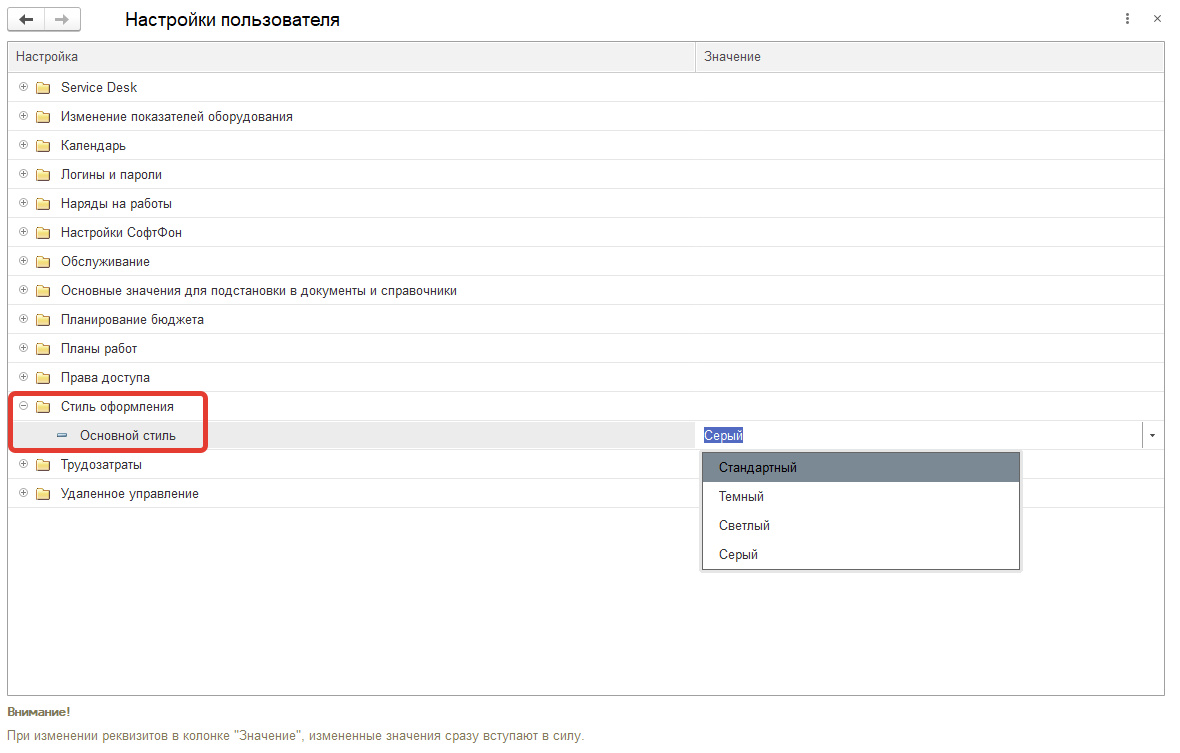 Настройки пользователя
Настройка Значение
Service Desk
Изменение показателей оборудования
Календарь
Логины и пароли
Наряды на работы
Настройки СофтФон
Обслуживание
Основные значения для подстановки в документы и справочники
Планирование бюджета
Планы работ
Права доступа
Стиль оформления
Основной стиль Серый
Трудозатраты
Удаленное управление
Стандартный
Темный
Светлый
Серый
Внимание!
При изменении реквизитов в колонке "Значение", измененные значения сразу вступают в силу.